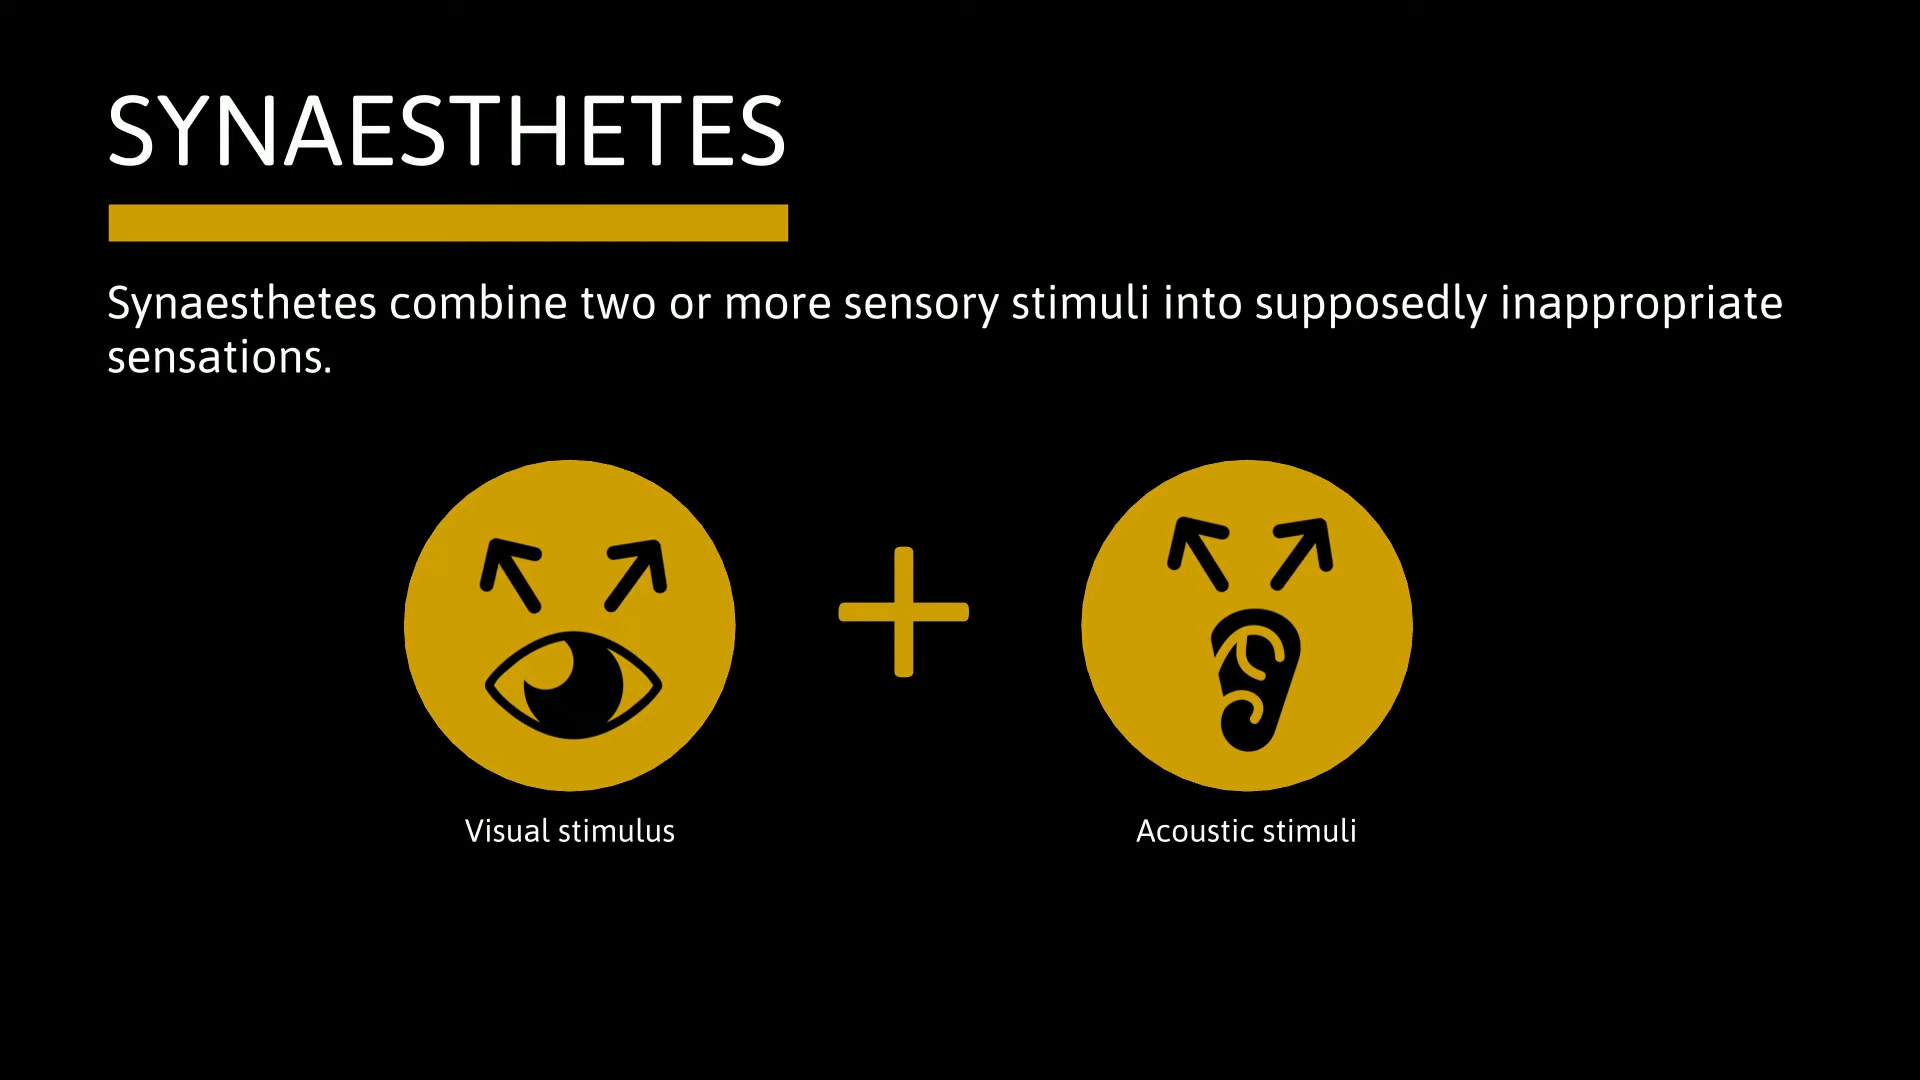 SYNAESTHETES
Synaesthetes combine two or more sensory stimuli into supposedly inappropriate
sensations.
Visual stimulus
Acoustic stimuli